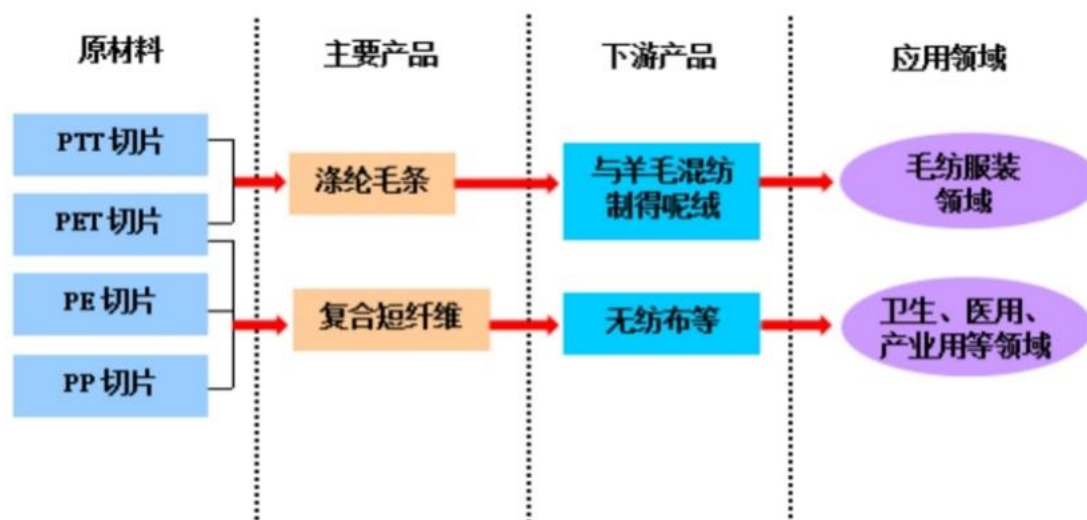 原材料
主要产品
下游产品
应用领域
PTT 切片
PET 切片
PE 切片
PP 切片
涤纶毛条
复合短纤维
与羊毛混纺
制得呢绒
无纺布等
毛纺服装
领域
卫生、医用、
产业用等领域